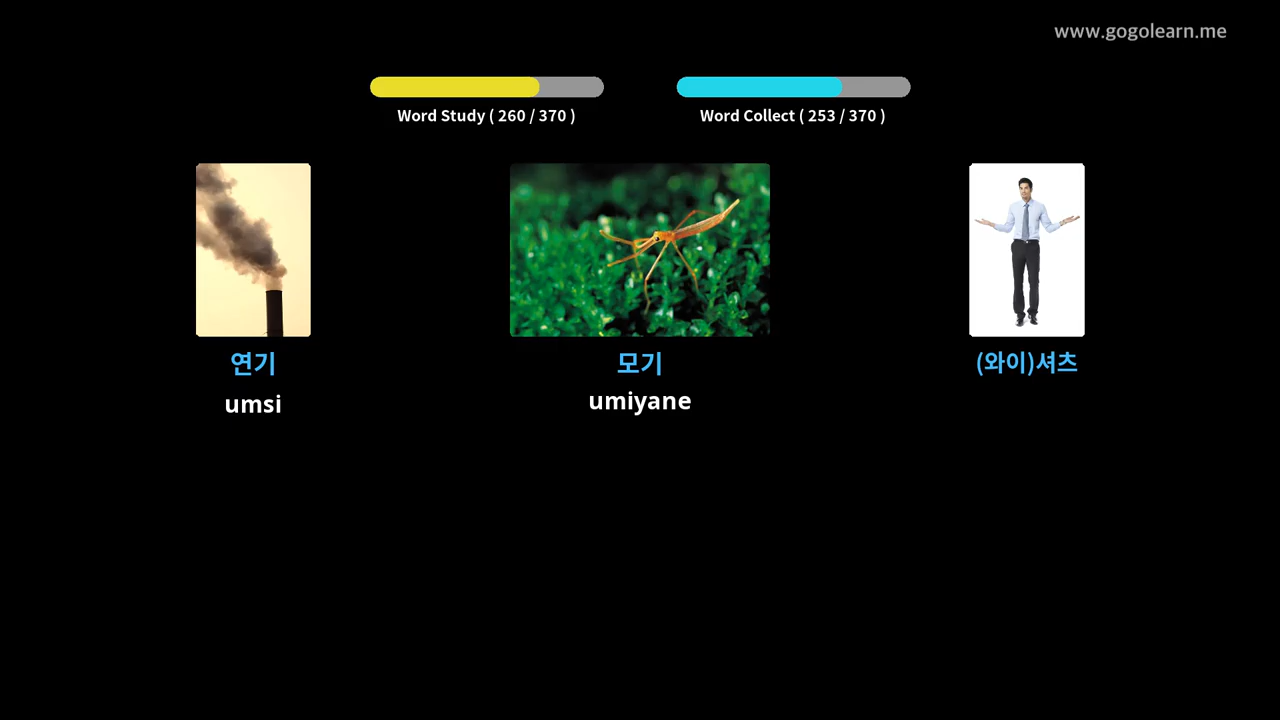 www.gogolearn.me
Word Study ( 260 / 370 )
Word Collect ( 253 / 370 )
연기
모기
(와이)셔츠
umsi
umiyane